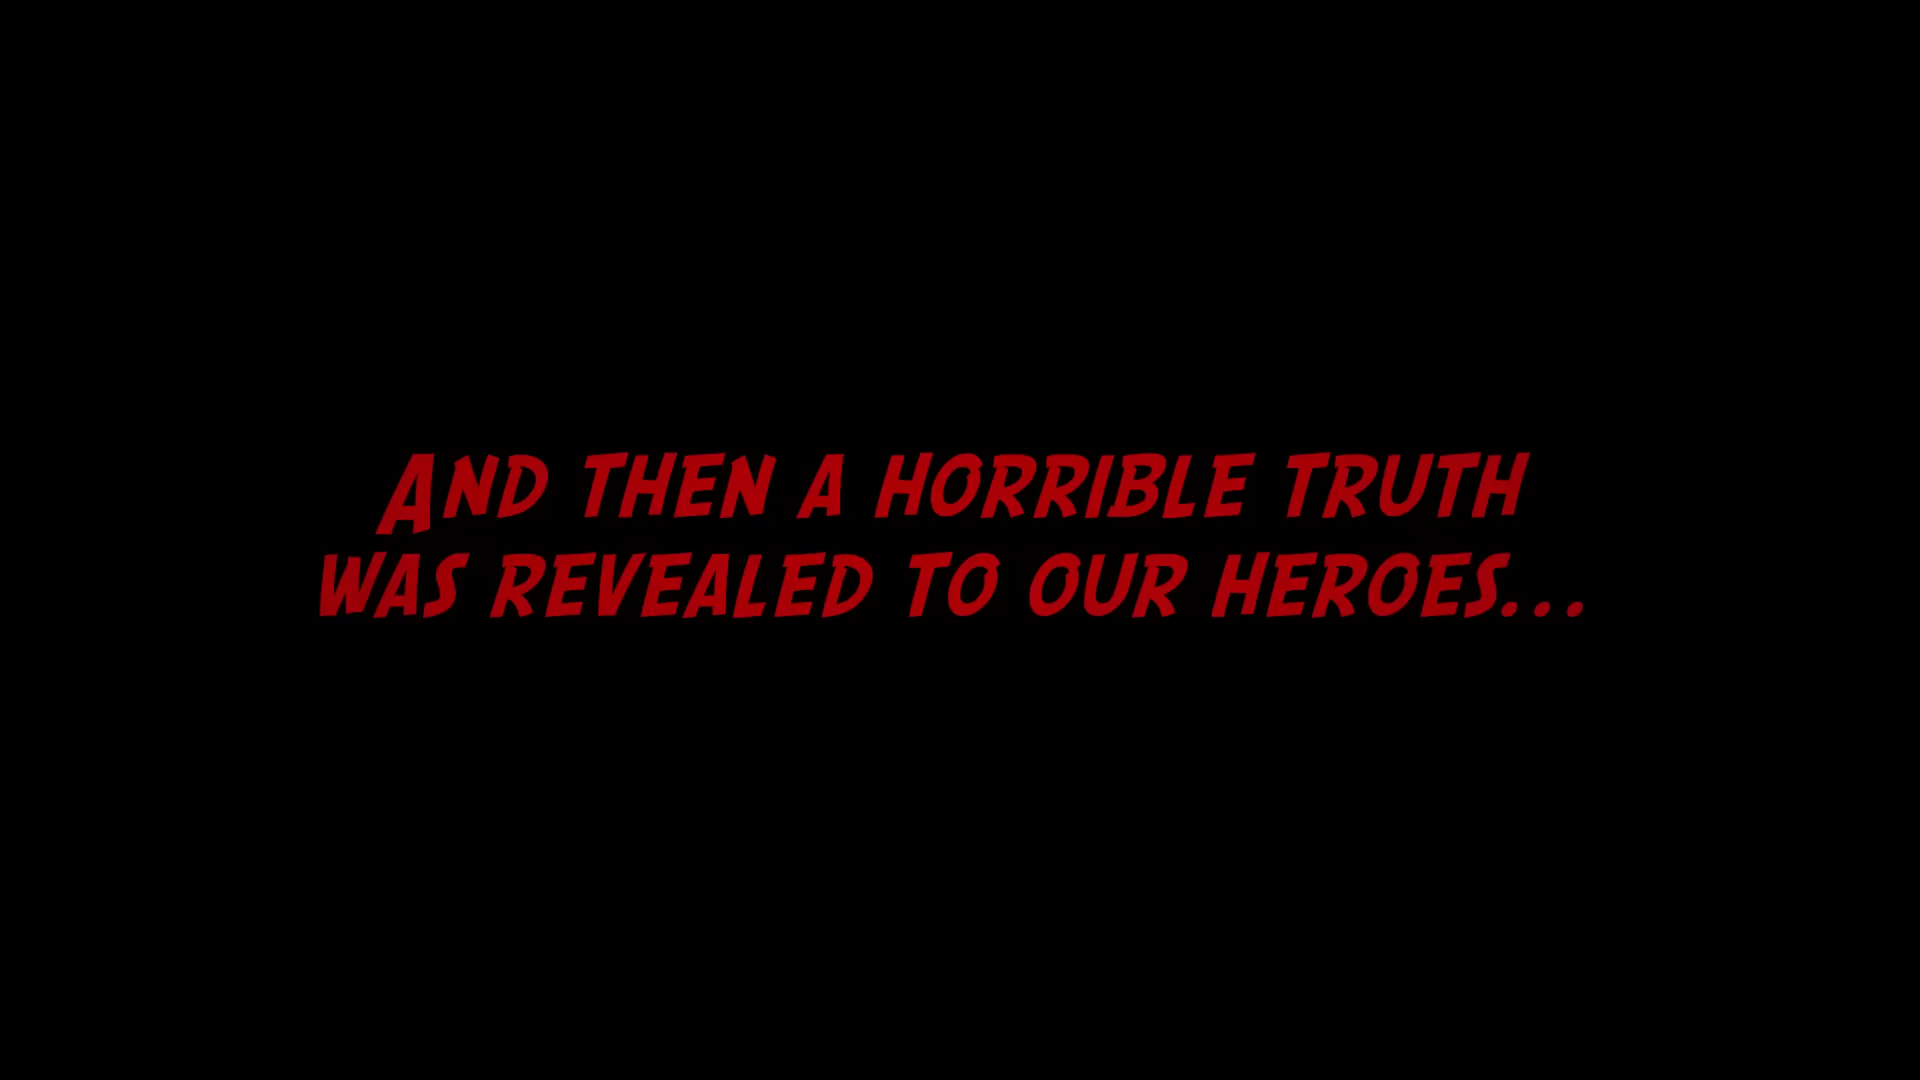 And then a horrible truth
was revealed to our heroes...